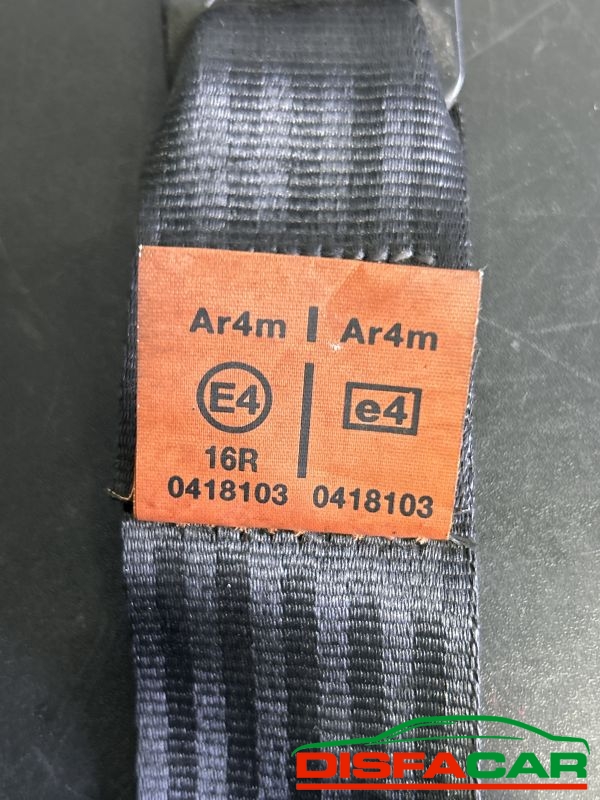 Ar4m | Ar4m
E4 | e4
16R
0418103 0418103
DISFACAR